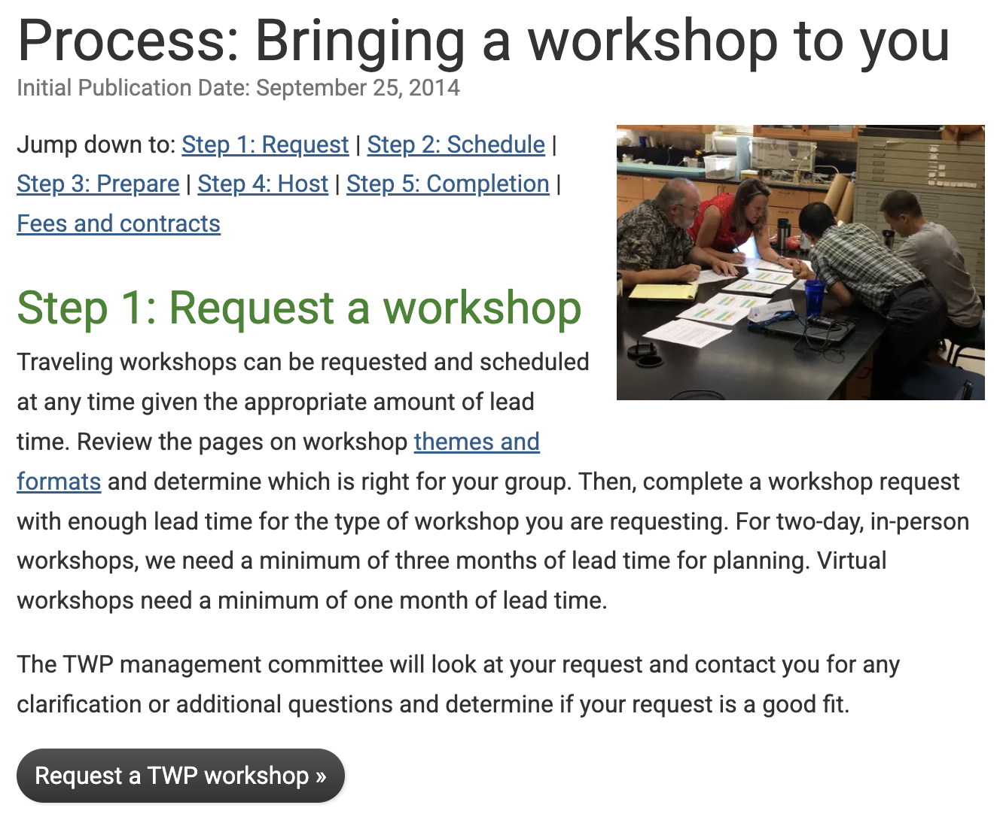 Process: Bringing a workshop to you
Initial Publication Date: September 25, 2014
Jump down to: Step 1: Request | Step 2: Schedule |
Step 3: Prepare | Step 4: Host | Step 5: Completion |
Fees and contracts
Step 1: Request a workshop
Traveling workshops can be requested and scheduled
at any time given the appropriate amount of lead
time. Review the pages on workshop themes and
formats and determine which is right for your group. Then, complete a workshop request
with enough lead time for the type of workshop you are requesting. For two-day, in-person
workshops, we need a minimum of three months of lead time for planning. Virtual
workshops need a minimum of one month of lead time.
The TWP management committee will look at your request and contact you for any
clarification or additional questions and determine if your request is a good fit.
Request a TWP workshop »